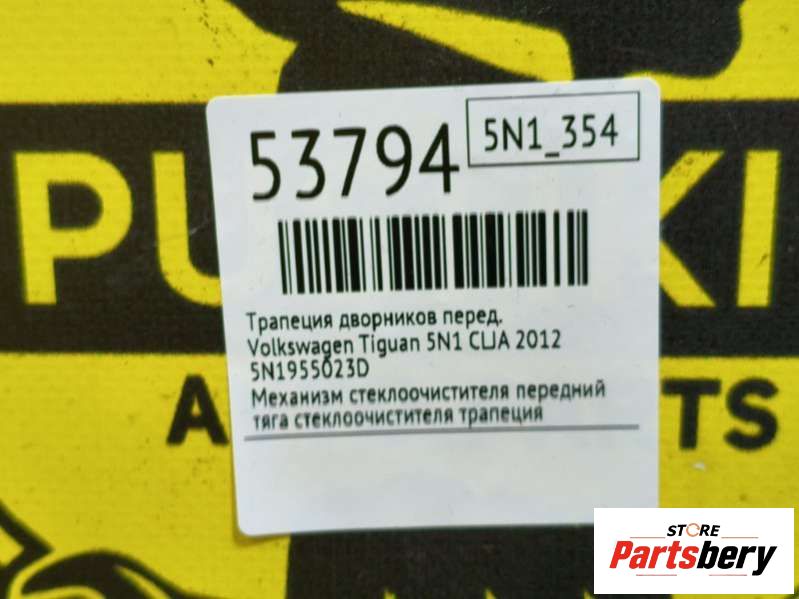 53794
5N1_354
Трапеция дворников перед.
Volkswagen Tiguan 5N1 CLJA 2012
5N1955023D
Механизм стеклоочистителя передний
тяга стеклоочистителя трапеция
STORE
Partsbery